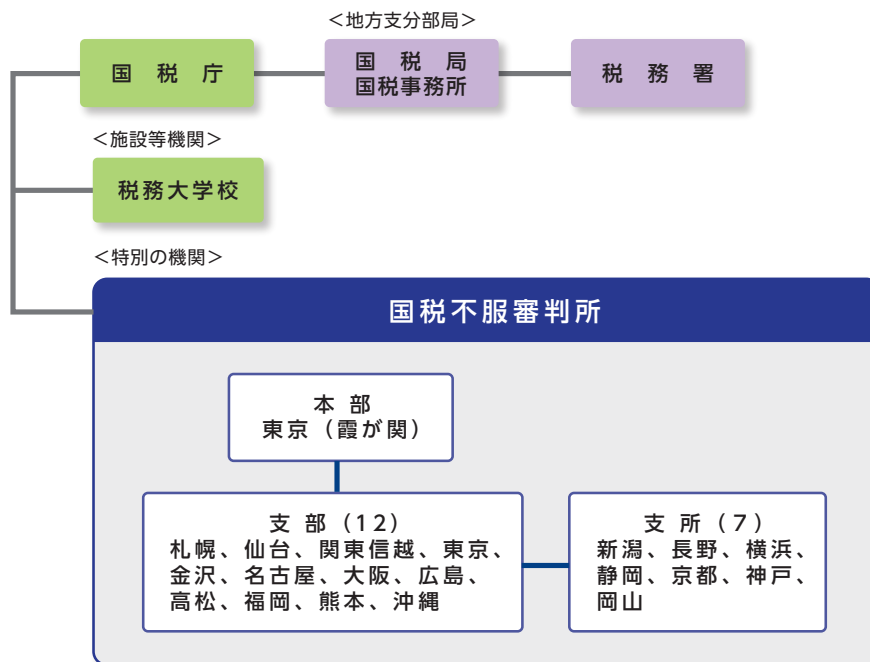 ＜地方支分部局＞
国税庁
国税局
国税事務所
税務署
＜施設等機関＞
税務大学校
＜特別の機関＞
国税不服審判所
本部
東京（霞が関）
支部（12）
札幌、仙台、関東信越、東京、
金沢、名古屋、大阪、広島、
高松、福岡、熊本、沖縄
支所（7）
新潟、長野、横浜、
静岡、京都、神戸、
岡山